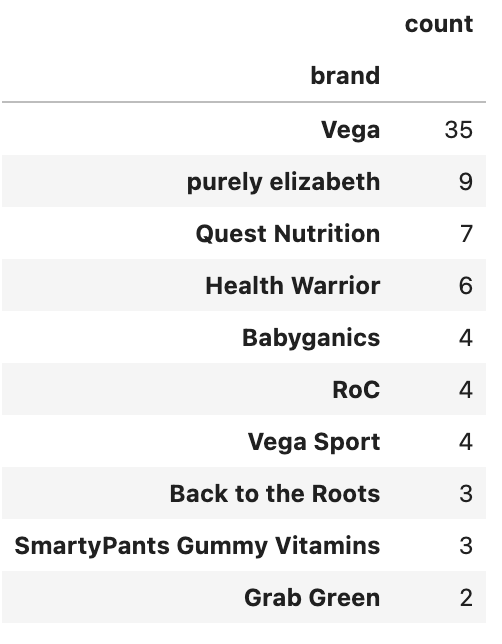 count
brand
Vega 35
purely elizabeth 9
Quest Nutrition 7
Health Warrior 6
Babyganics 4
RoC 4
Vega Sport 4
Back to the Roots 3
SmartyPants Gummy Vitamins 3
Grab Green 2